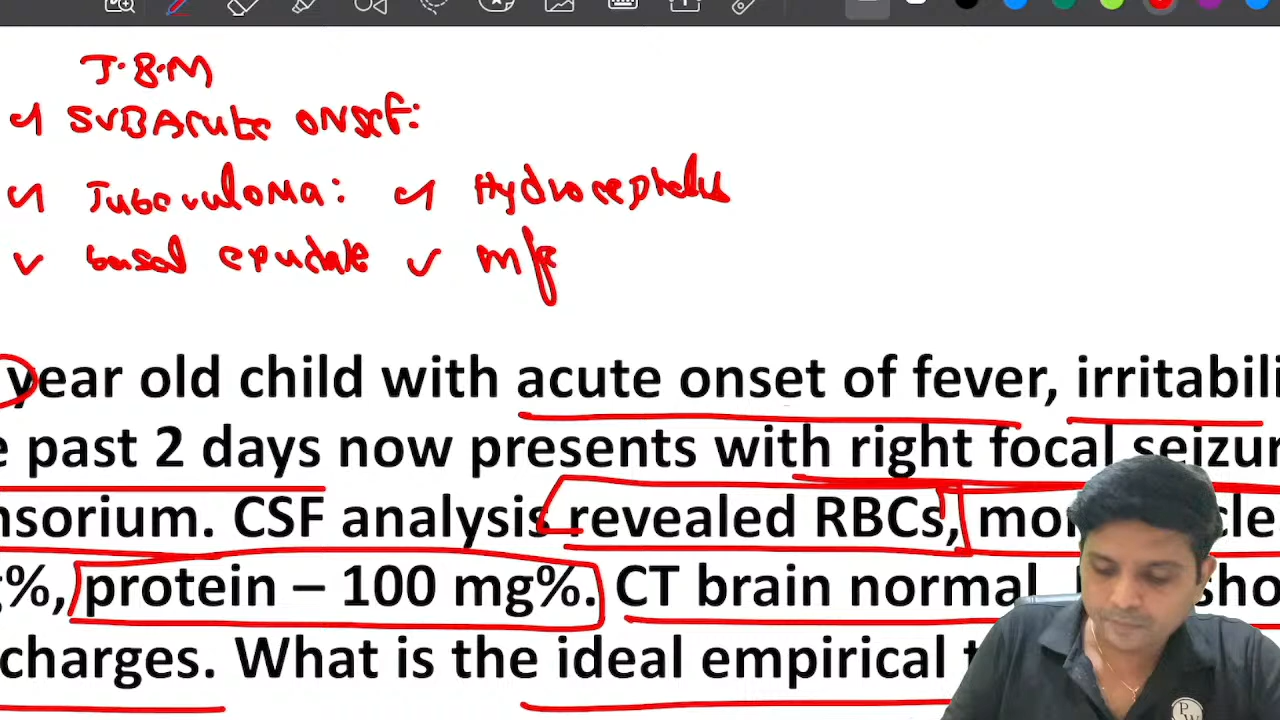 T.B.M
✓ SUBAcute ONSET:
✓ Tuberculoma: ✓ Hydrocephalus
✓ basal exudate ✓
year old child with acute onset of fever, irritabili
e past 2 days now presents with right focal seizur
nsorium. CSF analysis revealed RBCs, mo cle
g%, protein – 100 mg%. CT brain normal sho
charges. What is the ideal empirical t